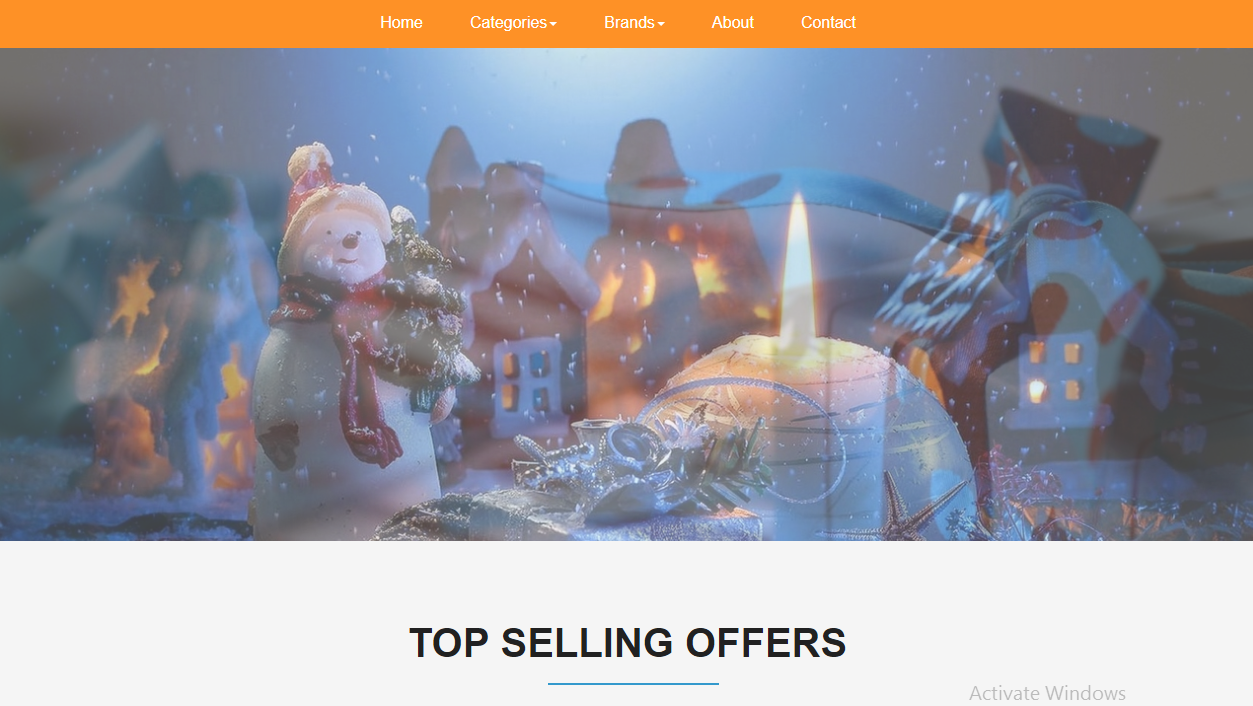 Home Categories Brands About Contact
TOP SELLING OFFERS
Activate Windows